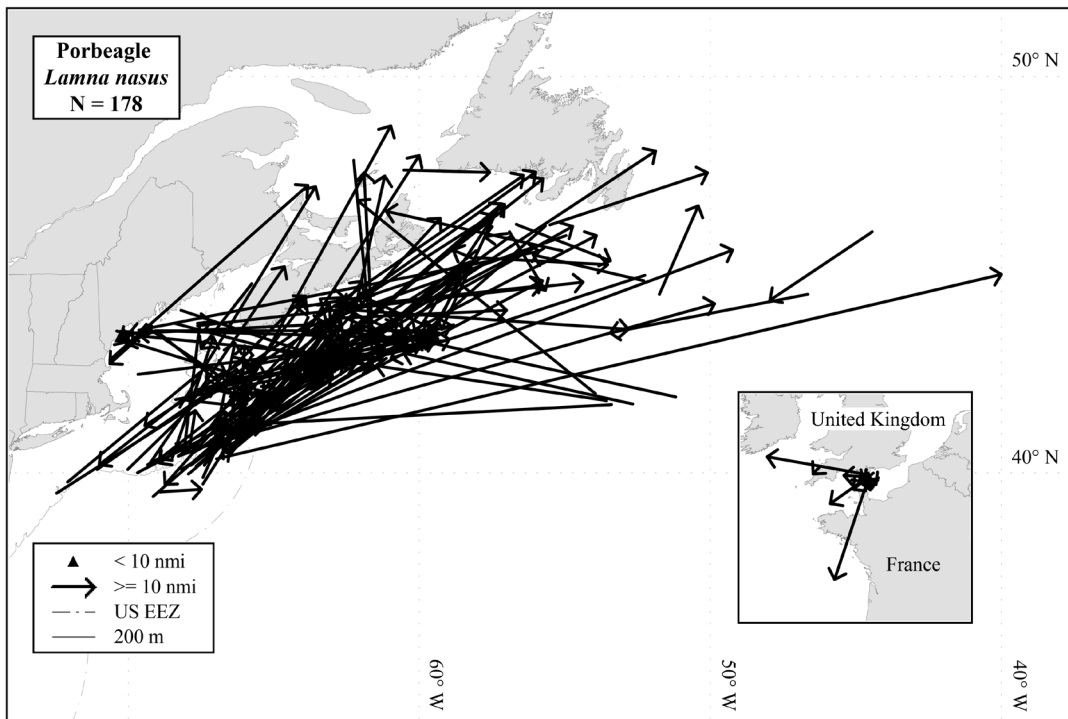 Porbeagle
Lamna nasus
N = 178
50° N
United Kingdom
40° N
France
< 10 nmi
>= 10 nmi
US EEZ
200 m
60° W
50° W
40° W